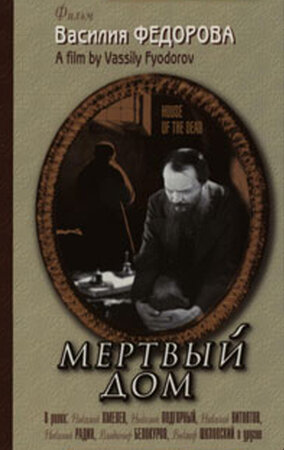 Фильм
Василия ФЕДОРОВА
A film by Vassily Fyodorov
HOUSE
OF THE DEAD
МЕРТВЫЙ
ДОМ
В ролях: Николай ХМЕЛЕВ, Николай ПОДГОРНЫЙ, Николай ВИТОВТОВ,
Николай РАДИН, Владимир БЕЛОКУРОВ, Виктор ШКЛОВСКИЙ и другие